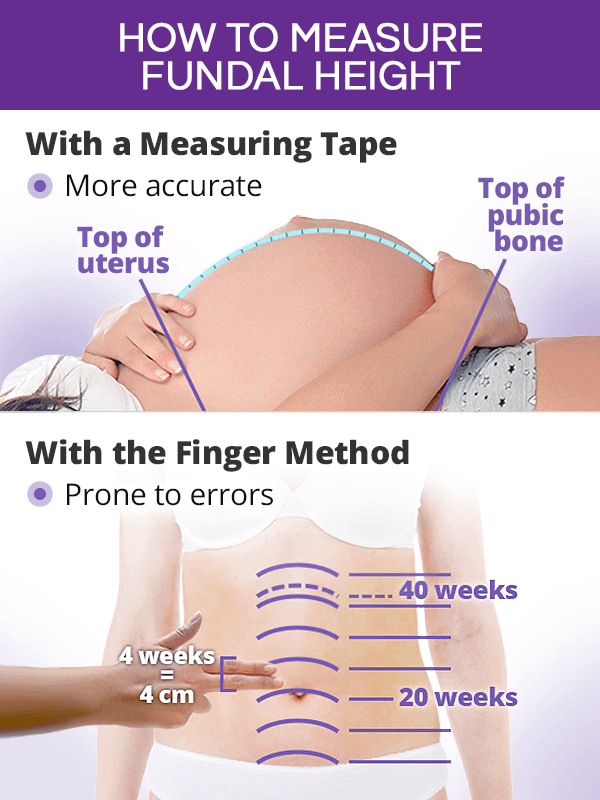 HOW TO MEASURE
FUNDAL HEIGHT
With a Measuring Tape
More accurate
Top of
uterus
Top of
pubic
bone
With the Finger Method
Prone to errors
40 weeks
4 weeks
=
4 cm
20 weeks